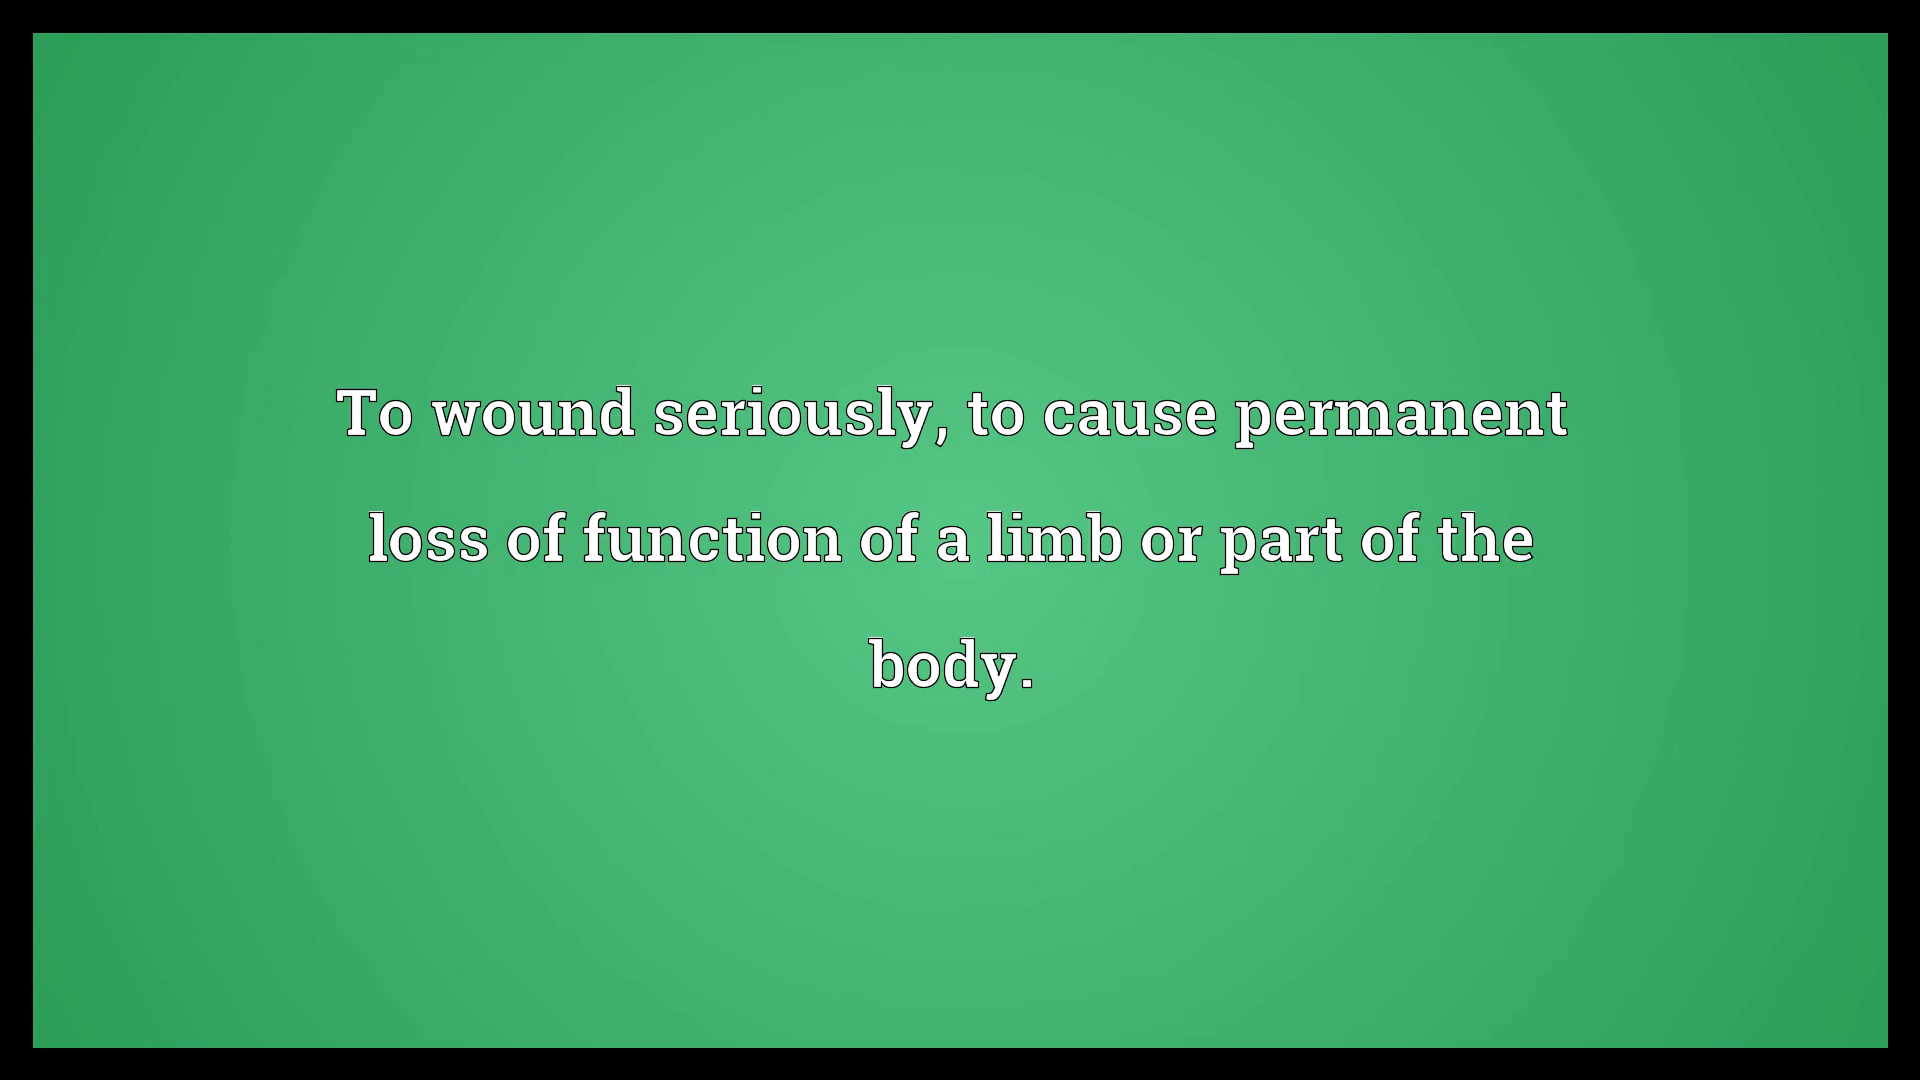 To wound seriously, to cause permanent
loss of function of a limb or part of the
body.